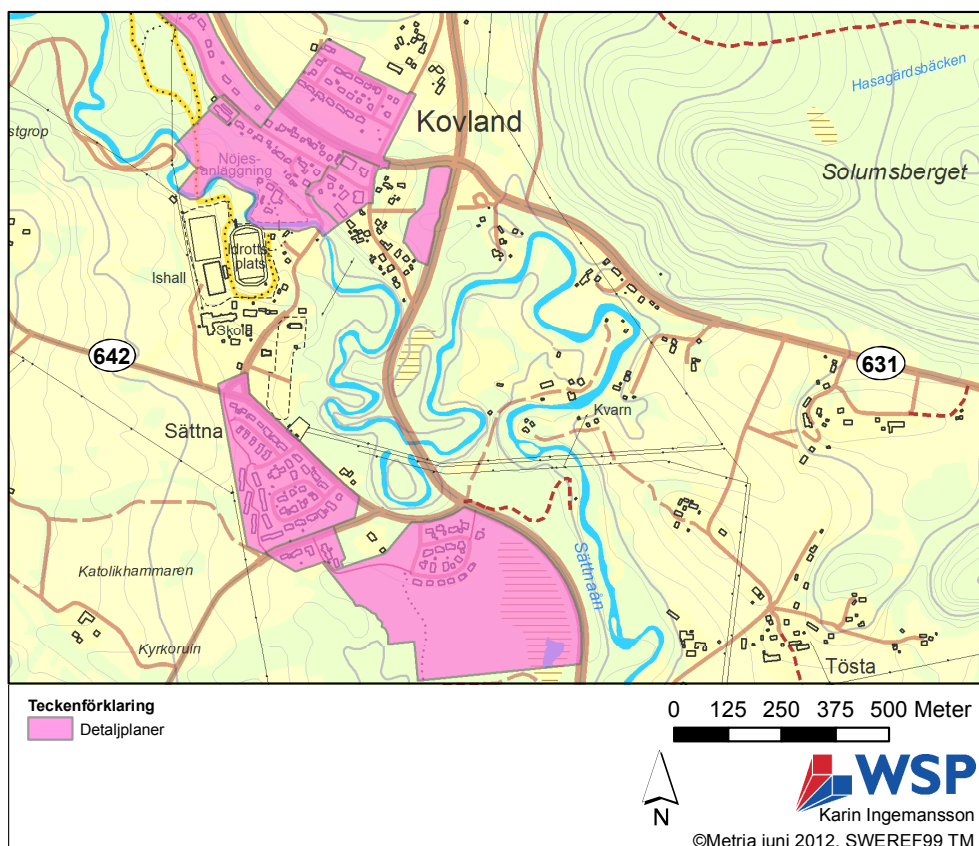 Kovland
Hasagårdsbäcken
stgrop
Nöjes-
anläggning
Solumsberget
Idrotts-
plats
Ishall
Skola
642
631
Kvarn
Sättna
Sättnaån
Katolikhammaren
Kyrkoruin
Tösta
Teckenförklaring
Detaljplaner
0 125 250 375 500 Meter
N
WSP
Karin Ingemansson
©Metria juni 2012, SWEREF99 TM